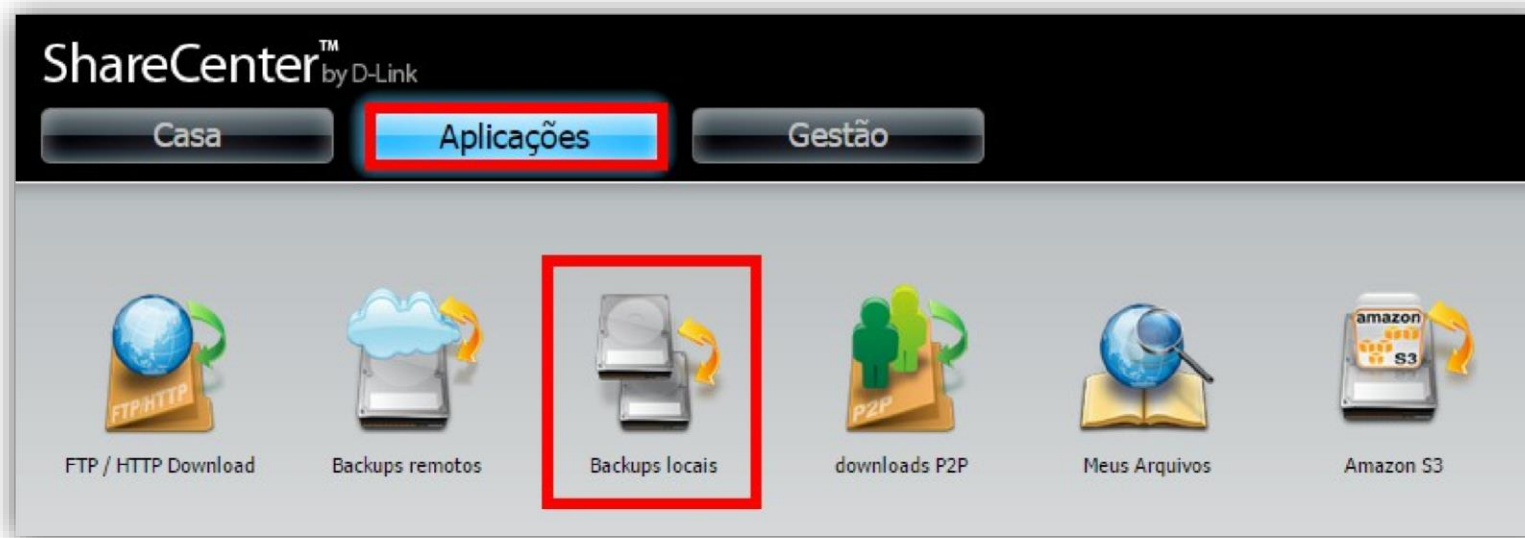 ShareCenter™ by D-Link
Casa Aplicações Gestão
FTP/HTTP
P2P
amazon
S3
FTP / HTTP Download Backups remotos Backups locais downloads P2P Meus Arquivos Amazon S3